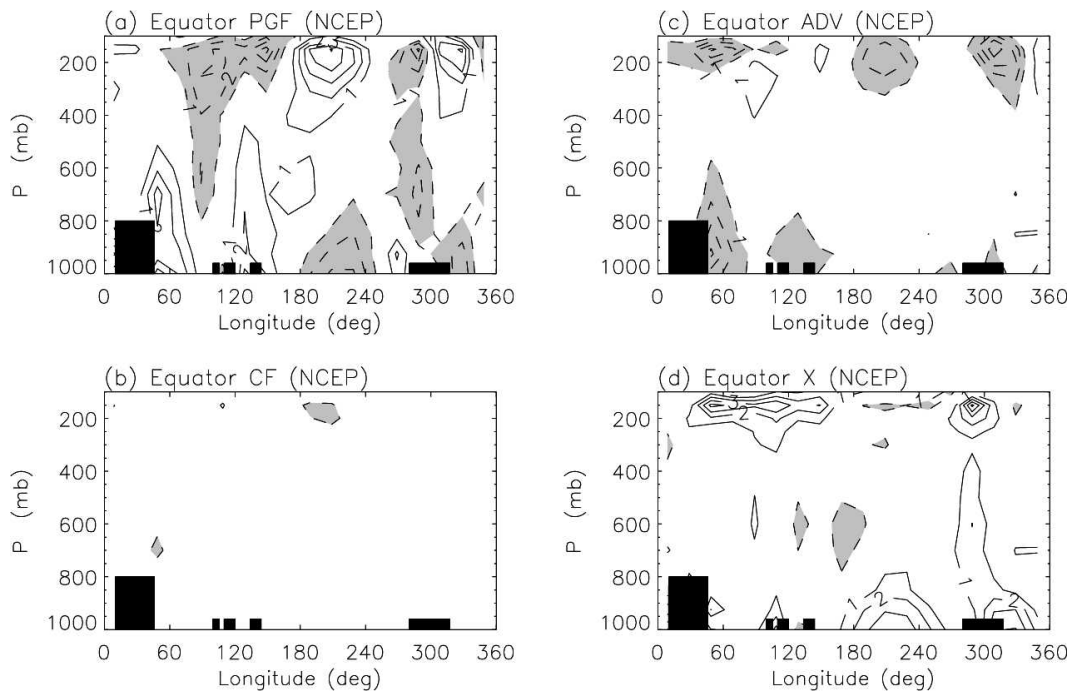 (a) Equator PGF (NCEP)
P (mb)
200
400
600
800
1000
0 60 120 180 240 300 360
Longitude (deg)
(c) Equator ADV (NCEP)
P (mb)
200
400
600
800
1000
0 60 120 180 240 300 360
Longitude (deg)
(b) Equator CF (NCEP)
P (mb)
200
400
600
800
1000
0 60 120 180 240 300 360
Longitude (deg)
(d) Equator X (NCEP)
P (mb)
200
400
600
800
1000
0 60 120 180 240 300 360
Longitude (deg)